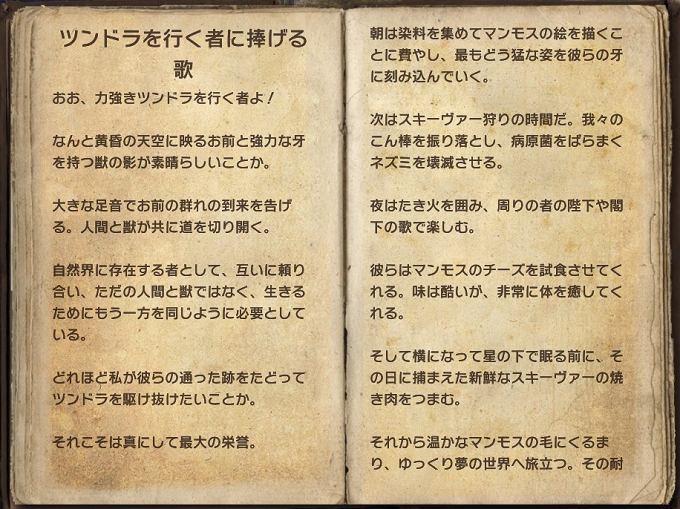 ツンドラを行く者に捧げる
歌
おお、力強きツンドラを行く者よ！
なんと黄昏の天空に映るお前と強力な牙
を持つ獣の影が素晴らしいことか。
大きな足音でお前の群れの到来を告げ
る。人間と獣が共に道を切り開く。
自然界に存在する者として、互いに頼り
合い、ただの人間と獣ではなく、生きる
ためにもう一方を同じように必要として
いる。
どれほど私が彼らの通った跡をたどって
ツンドラを駆け抜けたいことか。
それこそは真にして最大の栄誉。
朝は染料を集めてマンモスの絵を描くこ
とに費やし、最もどう猛な姿を彼らの牙
に刻み込んでいく。
次はスキーヴァー狩りの時間だ。我々の
こん棒を振り落とし、病原菌をばらまく
ネズミを壊滅させる。
夜はたき火を囲み、周りの者の陛下や閣
下の歌で楽しむ。
彼らはマンモスのチーズを試食させてく
れる。味は酷いが、非常に体を癒してく
れる。
そして横になって星の下で眠る前に、そ
の日に捕まえた新鮮なスキーヴァーの焼
き肉をつまむ。
それから温かなマンモスの毛にくるま
り、ゆっくり夢の世界へ旅立つ。その耐